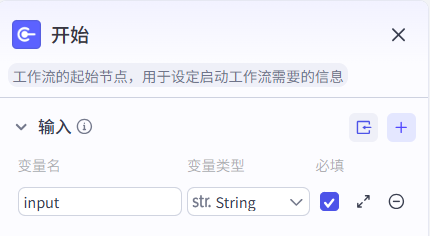 开始
工作流的起始节点，用于设定启动工作流需要的信息
输入
变量名 变量类型 必填
input str. String